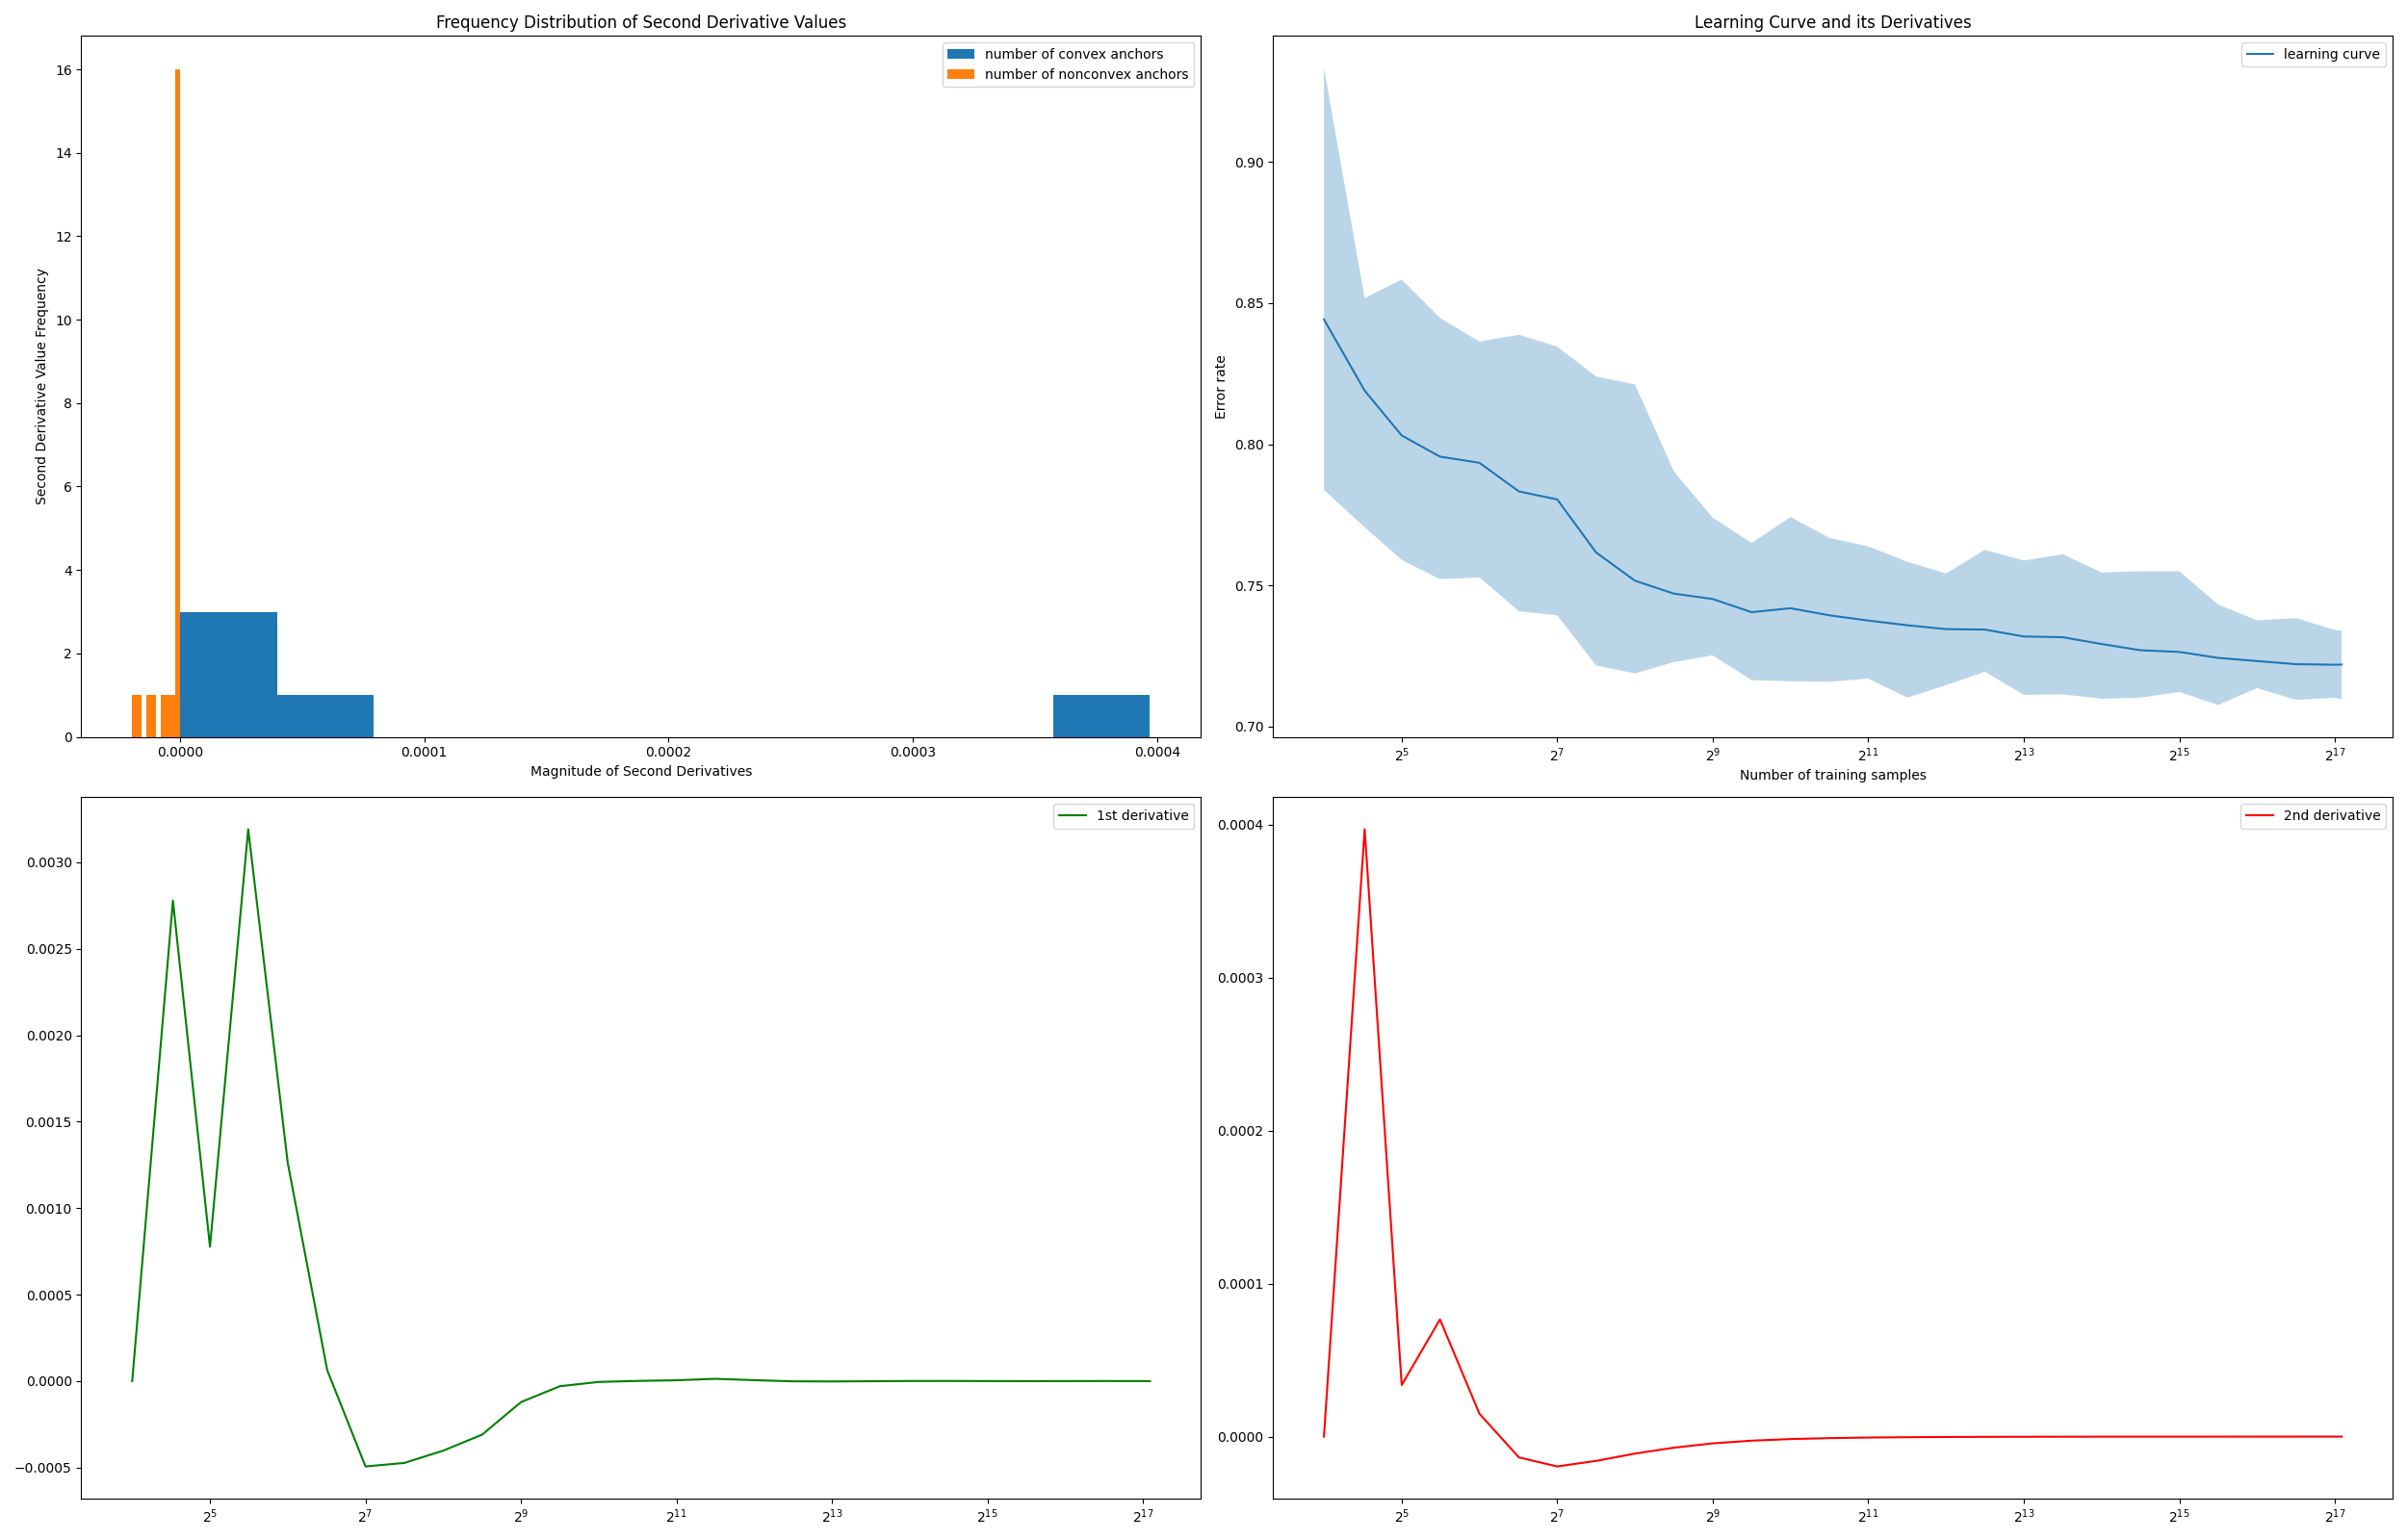 Frequency Distribution of Second Derivative Values
number of convex anchors
number of nonconvex anchors
Second Derivative Value Frequency
16
14
12
10
8
6
4
2
0
0.0000 0.0001 0.0002 0.0003 0.0004
Magnitude of Second Derivatives
Learning Curve and its Derivatives
learning curve
Error rate
0.90
0.85
0.80
0.75
0.70
2^5 2^7 2^9 2^11 2^13 2^15 2^17
Number of training samples
1st derivative
0.0030
0.0025
0.0020
0.0015
0.0010
0.0005
0.0000
−0.0005
2^5 2^7 2^9 2^11 2^13 2^15 2^17
2nd derivative
0.0004
0.0003
0.0002
0.0001
0.0000
2^5 2^7 2^9 2^11 2^13 2^15 2^17